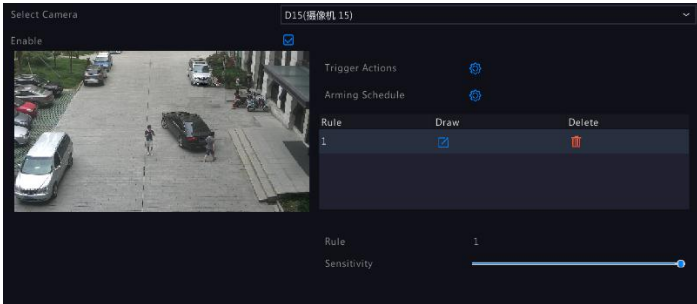 Select Camera D15(摄像机 15)
Enable
Trigger Actions
Arming Schedule
Rule Draw Delete
1
Rule 1
Sensitivity